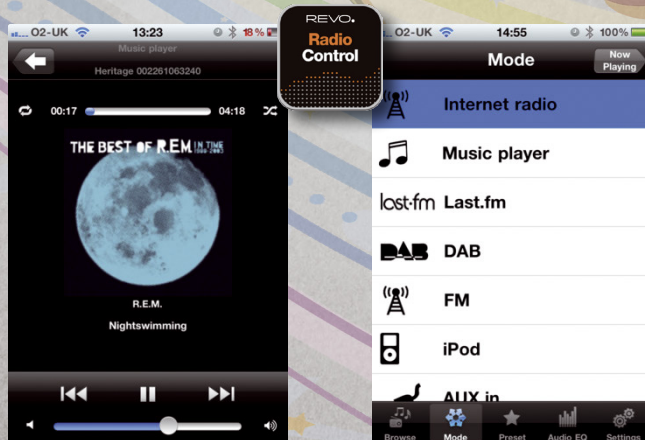 O2-UK 13:23 18%
Music player
Heritage 002261063240
00:17 04:18
THE BEST OF R.E.M. IN TIME 1988-2003
R.E.M.
Nightswimming
REVO.
Radio
Control
O2-UK 14:55 100%
Mode
Now
Playing
Internet radio
Music player
last·fm Last.fm
DAB DAB
FM
iPod
AUX in
Browse Mode Preset Audio EQ Settings